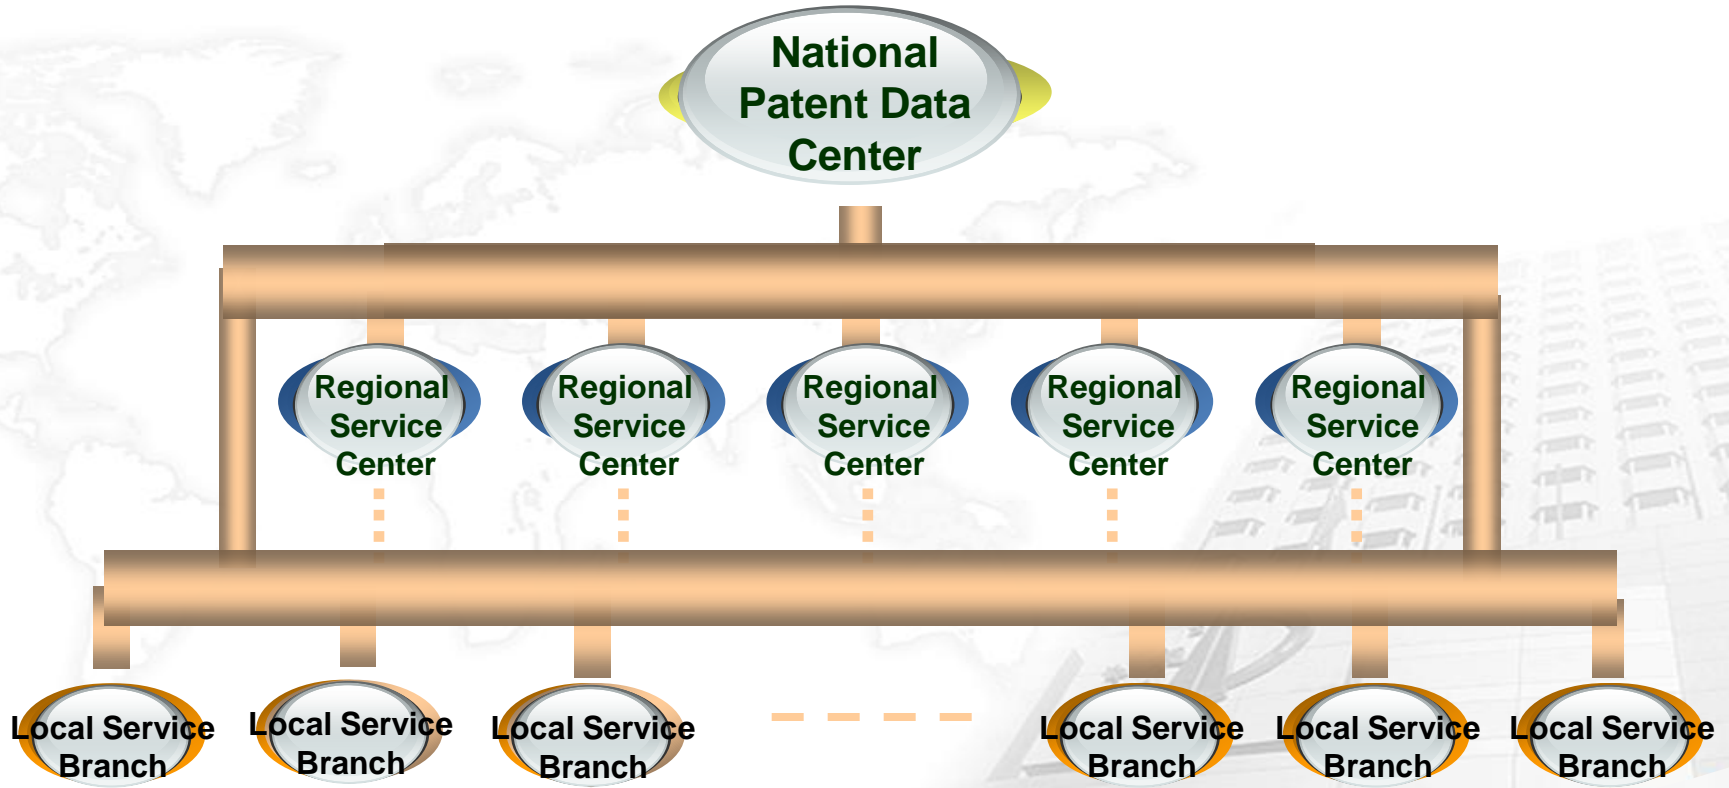 National
Patent Data
Center
Regional
Service
Center
Regional
Service
Center
Regional
Service
Center
Regional
Service
Center
Regional
Service
Center
Local Service
Branch
Local Service
Branch
Local Service
Branch
Local Service
Branch
Local Service
Branch
Local Service
Branch